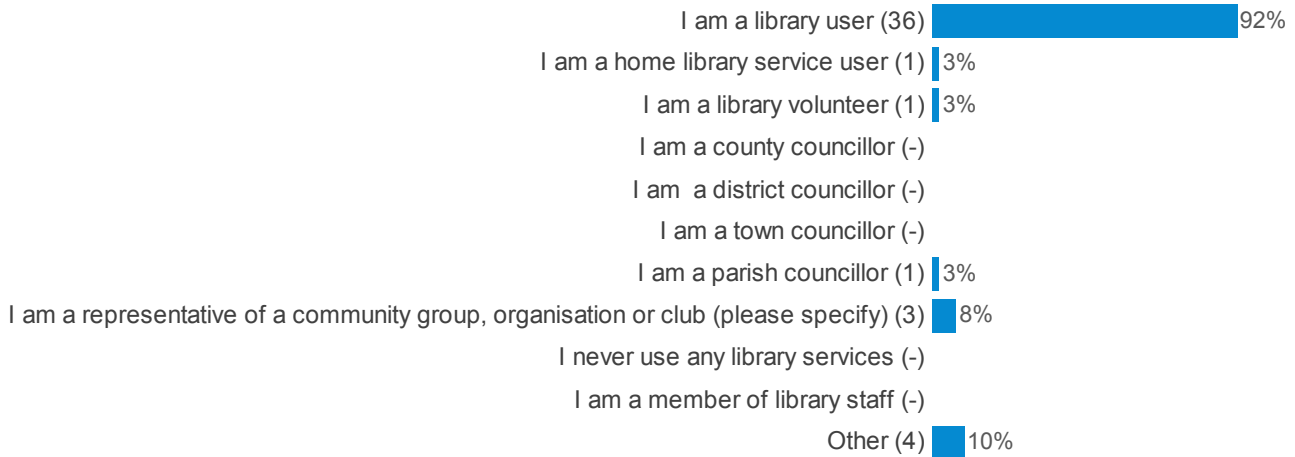 I am a library user (36) 92%
I am a home library service user (1) 3%
I am a library volunteer (1) 3%
I am a county councillor (-)
I am  a district councillor (-)
I am a town councillor (-)
I am a parish councillor (1) 3%
I am a representative of a community group, organisation or club (please specify) (3) 8%
I never use any library services (-)
I am a member of library staff (-)
Other (4) 10%